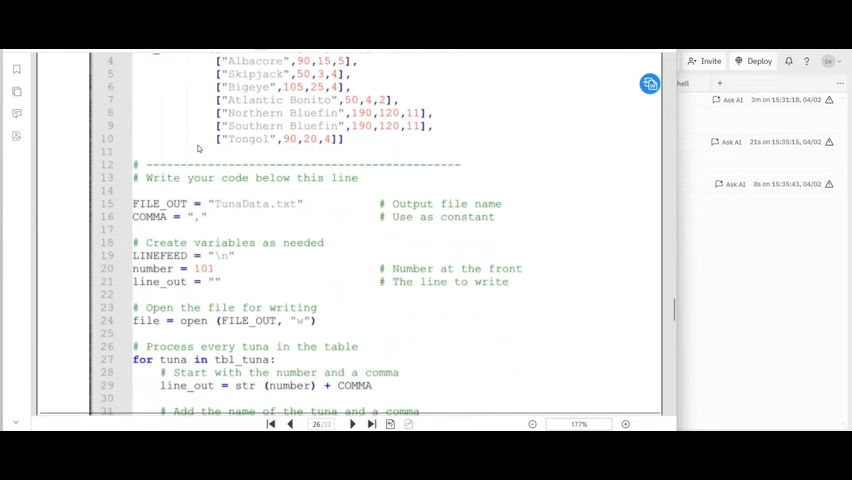 Invite Deploy ? DA
hell +
Ask AI 3m on 15:31:18, 04/02
Ask AI 21s on 15:35:15, 04/02
Ask AI 8s on 15:35:43, 04/02
4 ["Albacore",90,15,5],
5 ["Skipjack",50,3,4],
6 ["Bigeye",105,25,4],
7 ["Atlantic Bonito",50,4,2],
8 ["Northern Bluefin",190,120,11],
9 ["Southern Bluefin",190,120,11],
10 ["Tongol",90,20,4]]
11
12 # ---------------------------------------------
13 # Write your code below this line
14
15 FILE_OUT = "TunaData.txt" # Output file name
16 COMMA = "," # Use as constant
17
18 # Create variables as needed
19 LINEFEED = "\n"
20 number = 101 # Number at the front
21 line_out = "" # The line to write
22
23 # Open the file for writing
24 file = open (FILE_OUT, "w")
25
26 # Process every tuna in the table
27 for tuna in tbl_tuna:
28 # Start with the number and a comma
29 line_out = str (number) + COMMA
30
31 # Add the name of the tuna and a comma
26 /33 177%